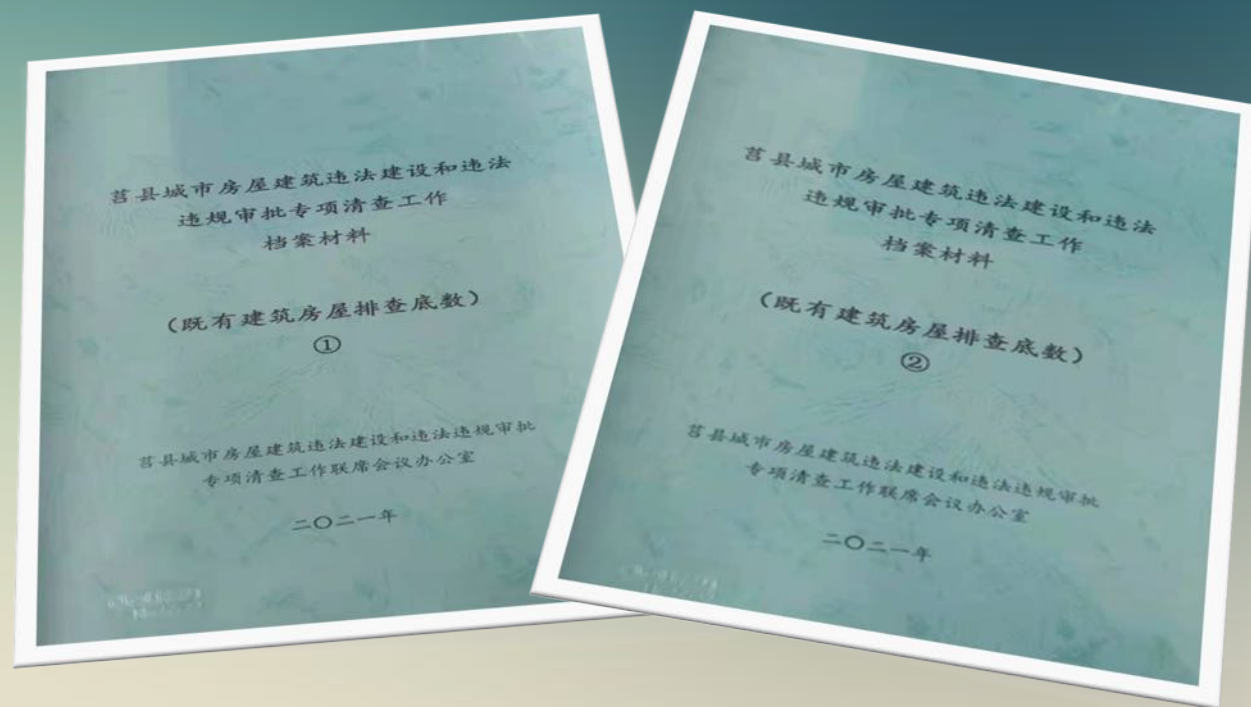 莒县城市房屋建筑违法建设和违法
违规审批专项清查工作
档案材料
(既有建筑房屋排查底数)
①
莒县城市房屋建筑违法建设和违法违规审批
专项清查工作联席会议办公室
二〇二一年
莒县城市房屋建筑违法建设和违法
违规审批专项清查工作
档案材料
(既有建筑房屋排查底数)
②
莒县城市房屋建筑违法建设和违法违规审批
专项清查工作联席会议办公室
二〇二一年